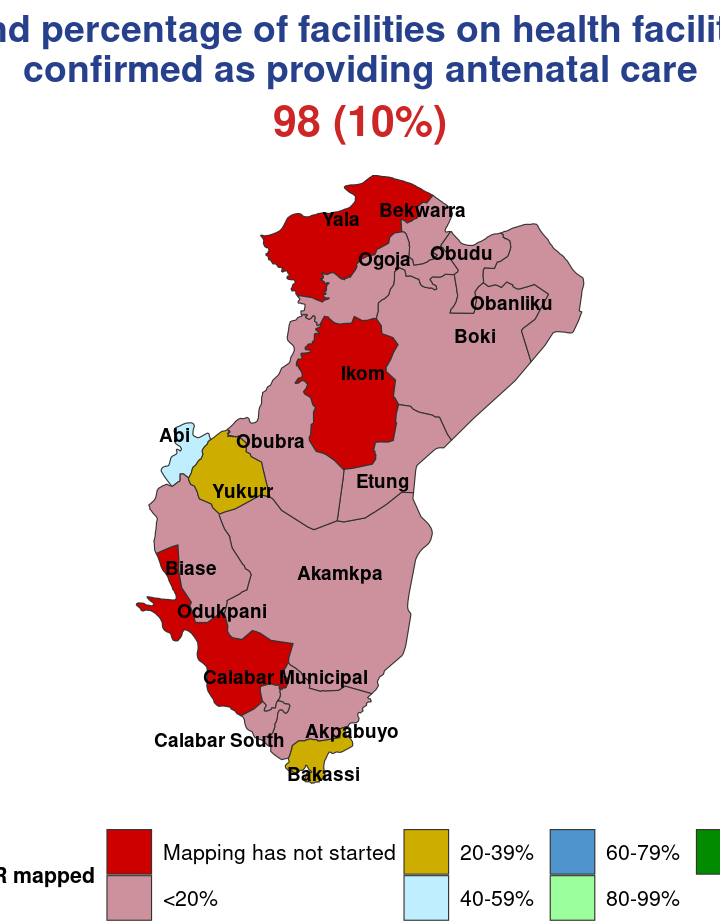 percentage of facilities on health
confirmed as providing antenatal care
98 (10%)
Yala
Bekwarra
Ogoja
Obudu
Obanliku
Boki
Ikom
Abi
Obubra
Etung
Yukurr
Biase
Akamkpa
Odukpani
Calabar Municipal
Akpabuyo
Calabar South
Bakassi
mapped
Mapping has not started
<20%
20-39%
40-59%
60-79%
80-99%